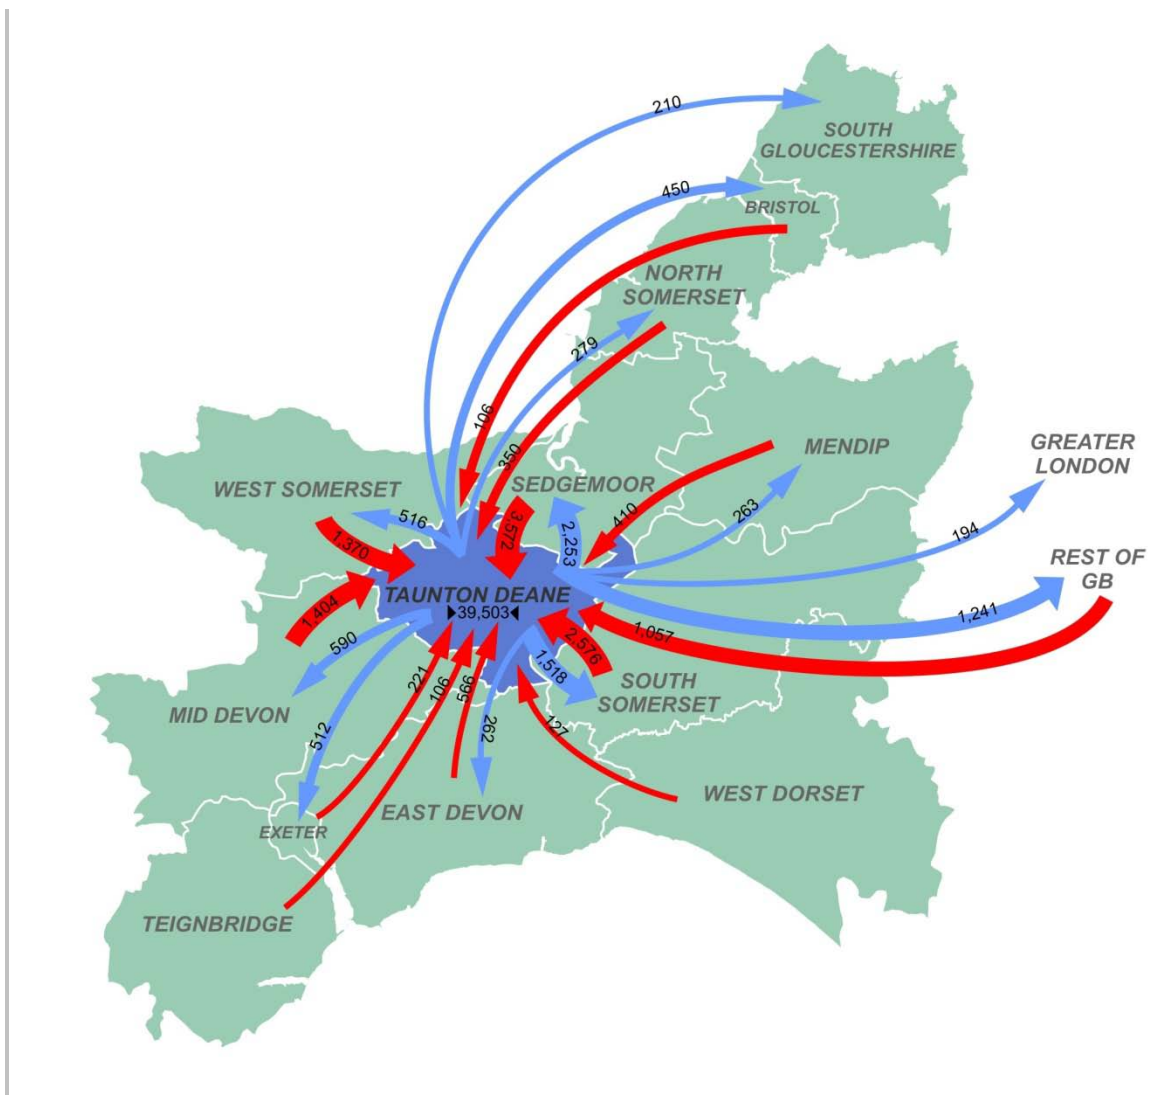 210
SOUTH
GLOUCESTERSHIRE
450
BRISTOL
NORTH
SOMERSET
279
106
350
MENDIP
GREATER
LONDON
WEST SOMERSET
SEDGEMOOR
516
3,572
2,253
410
263
194
1,370
REST OF
GB
TAUNTON DEANE
39,503
1,404
1,241
1,057
590
2,576
1,518
221
106
566
SOUTH
SOMERSET
MID DEVON
512
262
127
WEST DORSET
EAST DEVON
EXETER
TEIGNBRIDGE